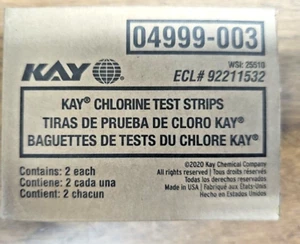 04999-003
KAY®
WSI: 25510
ECL# 92211532
KAY® CHLORINE TEST STRIPS
TIRAS DE PRUEBA DE CLORO KAY®
BAGUETTES DE TESTS DU CHLORE KAY®
©2020 Kay Chemical Company
Contains: 2 each
All rights reserved | Tous droits réservés
Contiene: 2 cada una
Todas los derechos reservados
Made in USA | Fabriqué aux États-Unis
Contient: 2 chacun
Hecho en Estados Unidos